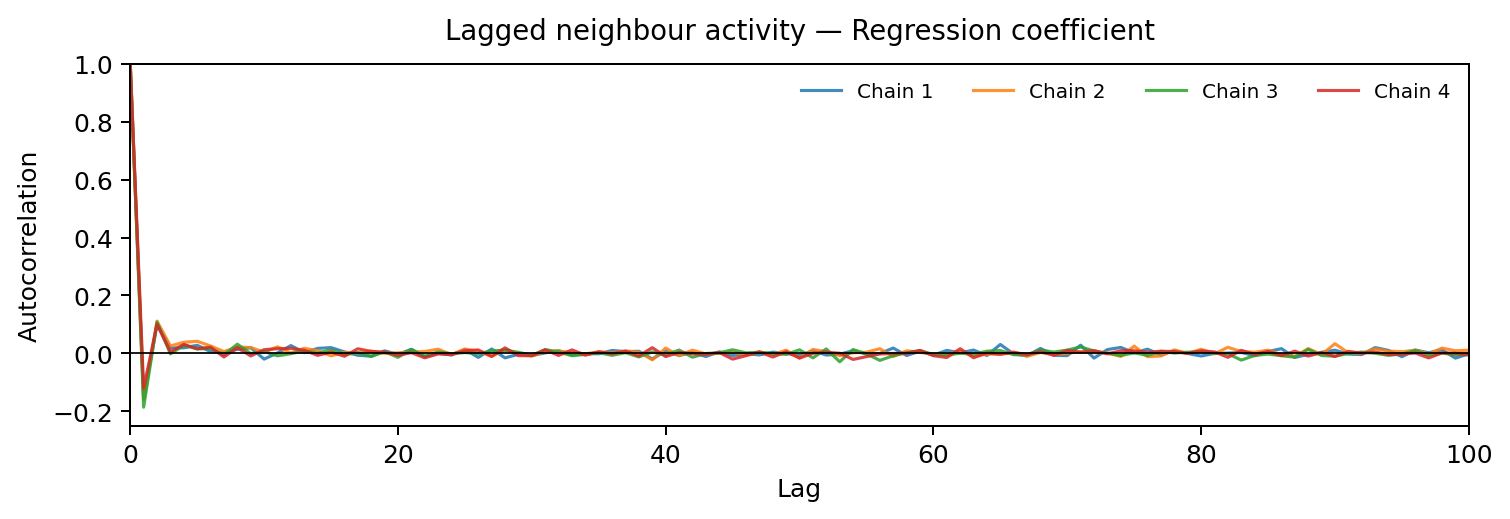 Lagged neighbour activity — Regression coefficient
Chain 1 Chain 2 Chain 3 Chain 4
1.0
0.8
0.6
0.4
0.2
0.0
−0.2
Autocorrelation
0 20 40 60 80 100
Lag